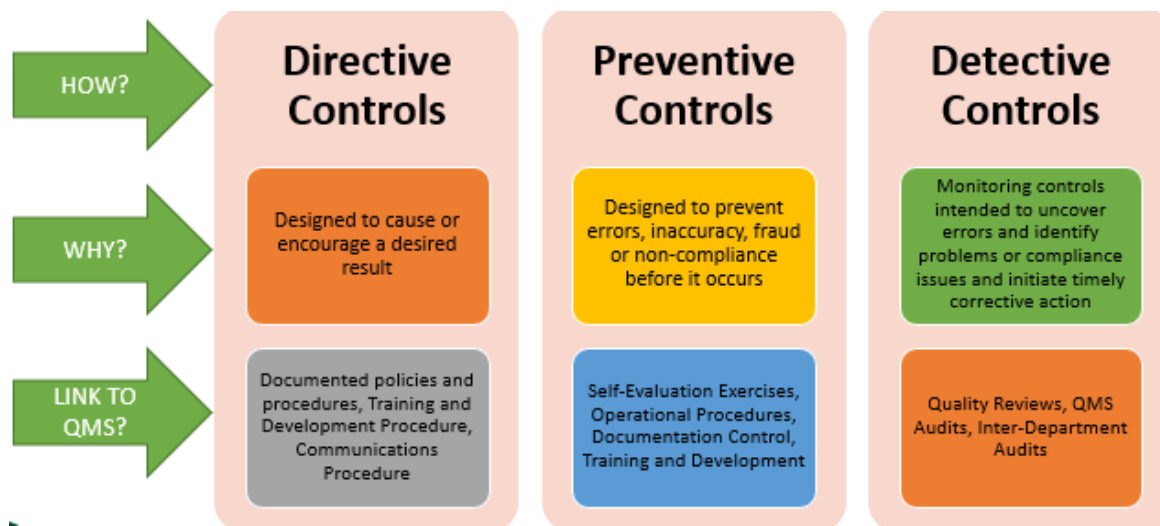 HOW?
Directive
Controls
Preventive
Controls
Detective
Controls
WHY?
Designed to cause or
encourage a desired
result
Designed to prevent
errors, inaccuracy, fraud
or non-compliance
before it occurs
Monitoring controls
intended to uncover
errors and identify
problems or compliance
issues and initiate timely
corrective action
LINK TO
QMS?
Documented policies and
procedures, Training and
Development Procedure,
Communications
Procedure
Self-Evaluation Exercises,
Operational Procedures,
Documentation Control,
Training and Development
Quality Reviews, QMS
Audits, Inter-Department
Audits